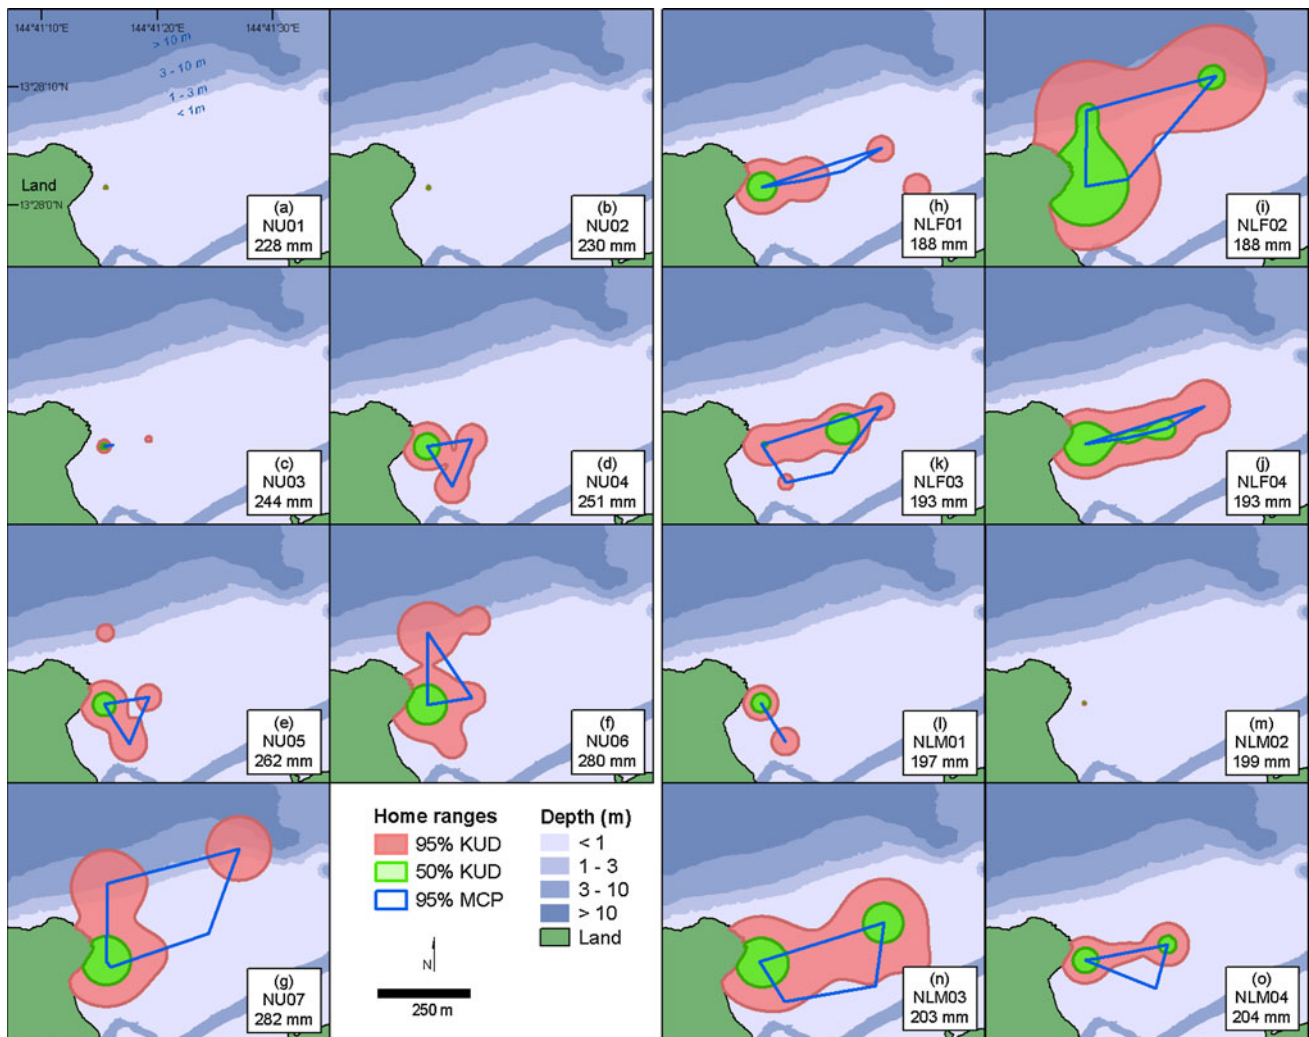 144°41'10"E
144°41'20"E
144°41'30"E
> 10 m
3 - 10 m
1 - 3 m
< 1m
13°28'10"N
Land
13°28'0"N
(a)
NU01
228 mm
(b)
NU02
230 mm
(h)
NLF01
188 mm
(i)
NLF02
188 mm
(c)
NU03
244 mm
(d)
NU04
251 mm
(k)
NLF03
193 mm
(j)
NLF04
193 mm
(e)
NU05
262 mm
(f)
NU06
280 mm
(l)
NLM01
197 mm
(m)
NLM02
199 mm
(g)
NU07
282 mm
Home ranges
95% KUD
50% KUD
95% MCP
N
250 m
Depth (m)
< 1
1 - 3
3 - 10
> 10
Land
(n)
NLM03
203 mm
(o)
NLM04
204 mm